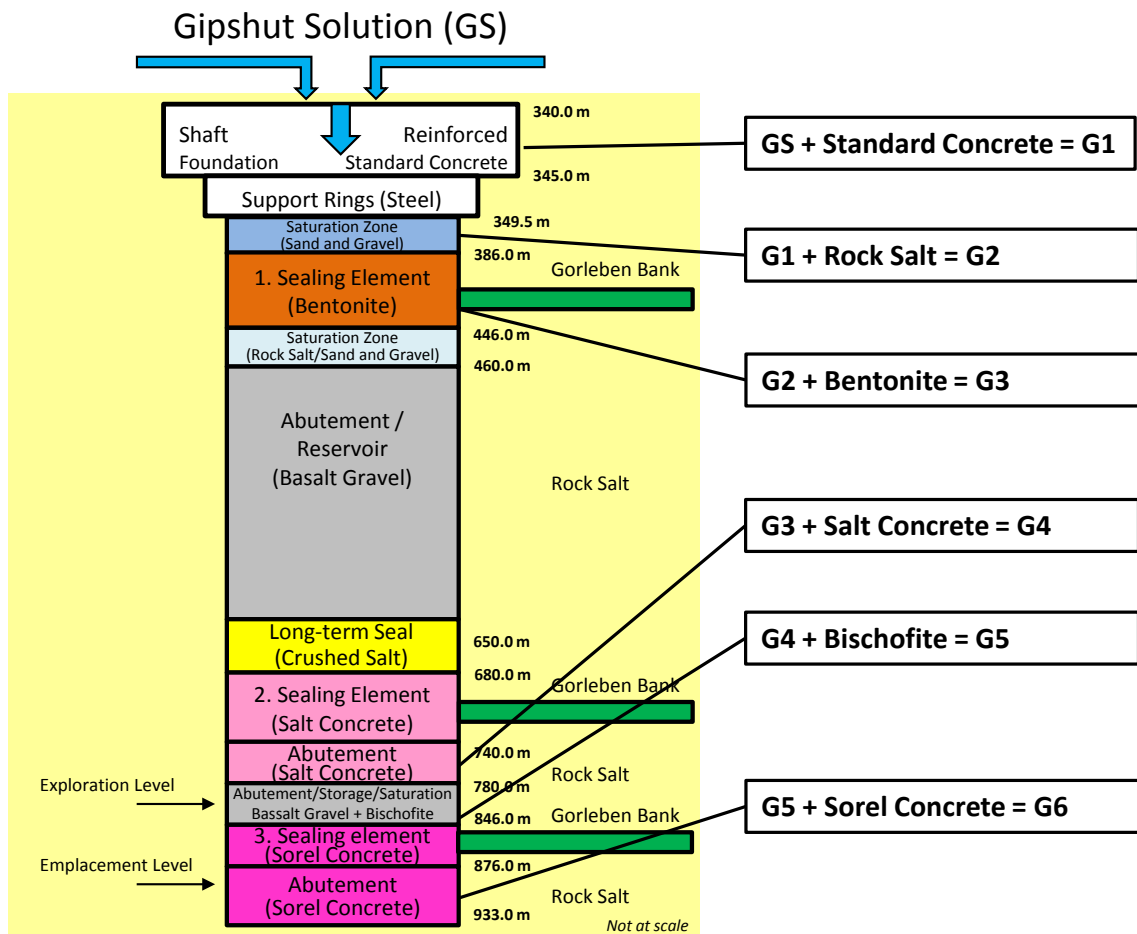 Gipshut Solution (GS)
340.0 m
Shaft Reinforced
Foundation Standard Concrete
345.0 m
GS + Standard Concrete = G1
Support Rings (Steel)
349.5 m
Saturation Zone
(Sand and Gravel)
386.0 m
G1 + Rock Salt = G2
Gorleben Bank
1. Sealing Element
(Bentonite)
446.0 m
Saturation Zone
(Rock Salt/Sand and Gravel)
460.0 m
G2 + Bentonite = G3
Abutement /
Reservoir
(Basalt Gravel)
Rock Salt
G3 + Salt Concrete = G4
Long-term Seal
(Crushed Salt)
650.0 m
680.0 m
G4 + Bischofite = G5
Gorleben Bank
2. Sealing Element
(Salt Concrete)
740.0 m
Abutement
(Salt Concrete)
Rock Salt
780.0 m
Exploration Level
Abutement/Storage/Saturation
Bassalt Gravel + Bischofite
846.0 m
Gorleben Bank
G5 + Sorel Concrete = G6
3. Sealing element
(Sorel Concrete)
Emplacement Level
876.0 m
Abutement
(Sorel Concrete)
Rock Salt
933.0 m
Not at scale